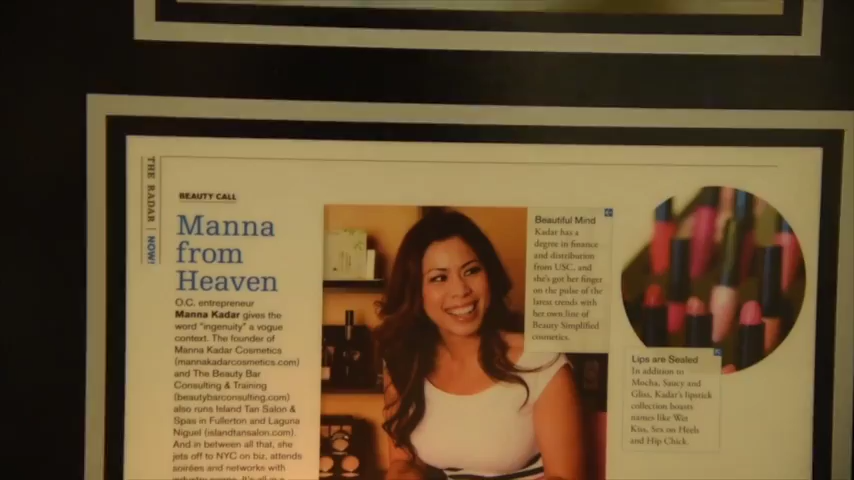 THE RADAR | NOW!
BEAUTY CALL
Manna
from
Heaven
O.C. entrepreneur
Manna Kadar gives the
word "ingenuity" a vogue
context. The founder of
Manna Kadar Cosmetics
(mannakadarcosmetics.com)
and The Beauty Bar
Consulting & Training
(beautybarconsulting.com)
also runs Island Tan Salon &
Spas in Fullerton and Laguna
Niguel (islandtansalon.com).
And in between all that, she
jets off to NYC on biz, attends
soirées and networks with
Beautiful Mind
Kadar has a
degree in finance
and distribution
from USC, and
she's got her finger
on the pulse of the
latest trends with
her own line of
Beauty Simplified
cosmetics.
Lips are Sealed
In addition to
Mocha, Saucy and
Gliss, Kadar's lipstick
collection boasts
names like Wet
Kiss, Sex on Heels
and Hip Chick.